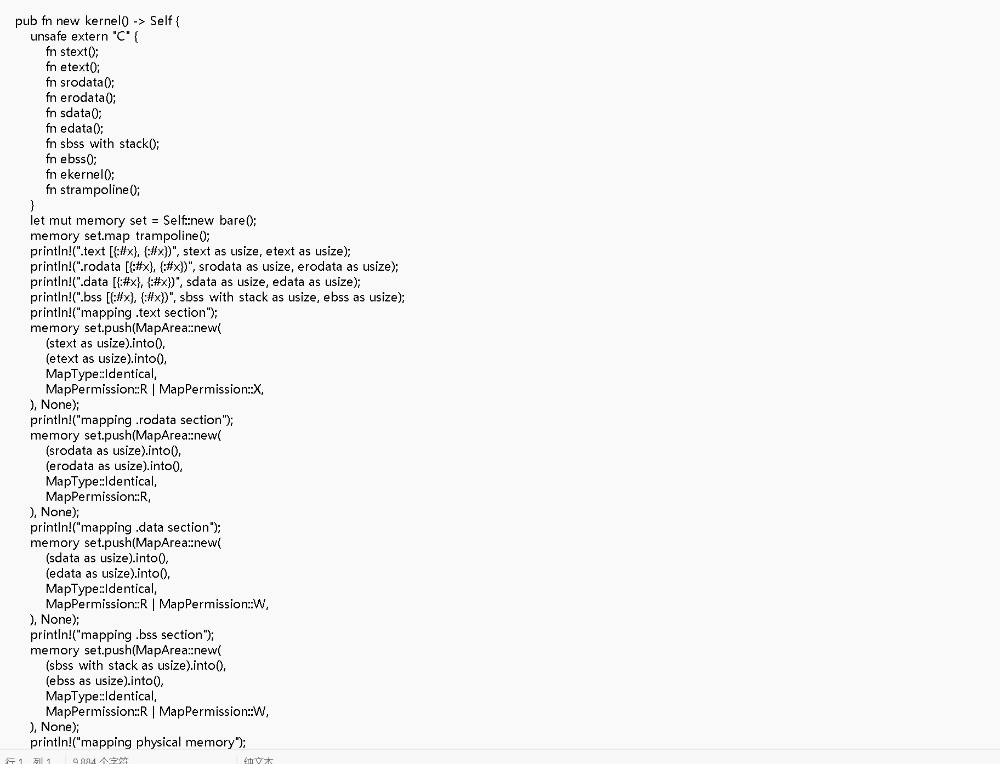 pub fn new kernel() -> Self {
unsafe extern "C" {
fn stext();
fn etext();
fn srodata();
fn erodata();
fn sdata();
fn edata();
fn sbss with stack();
fn ebss();
fn ekernel();
fn strampoline();
}
let mut memory set = Self::new bare();
memory set.map trampoline();
println!(".text [{:#x}, {:#x})", stext as usize, etext as usize);
println!(".rodata [{:#x}, {:#x})", srodata as usize, erodata as usize);
println!(".data [{:#x}, {:#x})", sdata as usize, edata as usize);
println!(".bss [{:#x}, {:#x})", sbss with stack as usize, ebss as usize);
println!("mapping .text section");
memory set.push(MapArea::new(
(stext as usize).into(),
(etext as usize).into(),
MapType::Identical,
MapPermission::R | MapPermission::X,
), None);
println!("mapping .rodata section");
memory set.push(MapArea::new(
(srodata as usize).into(),
(erodata as usize).into(),
MapType::Identical,
MapPermission::R,
), None);
println!("mapping .data section");
memory set.push(MapArea::new(
(sdata as usize).into(),
(edata as usize).into(),
MapType::Identical,
MapPermission::R | MapPermission::W,
), None);
println!("mapping .bss section");
memory set.push(MapArea::new(
(sbss with stack as usize).into(),
(ebss as usize).into(),
MapType::Identical,
MapPermission::R | MapPermission::W,
), None);
println!("mapping physical memory");
行 1, 列 1 9,884 个字符 纯文本